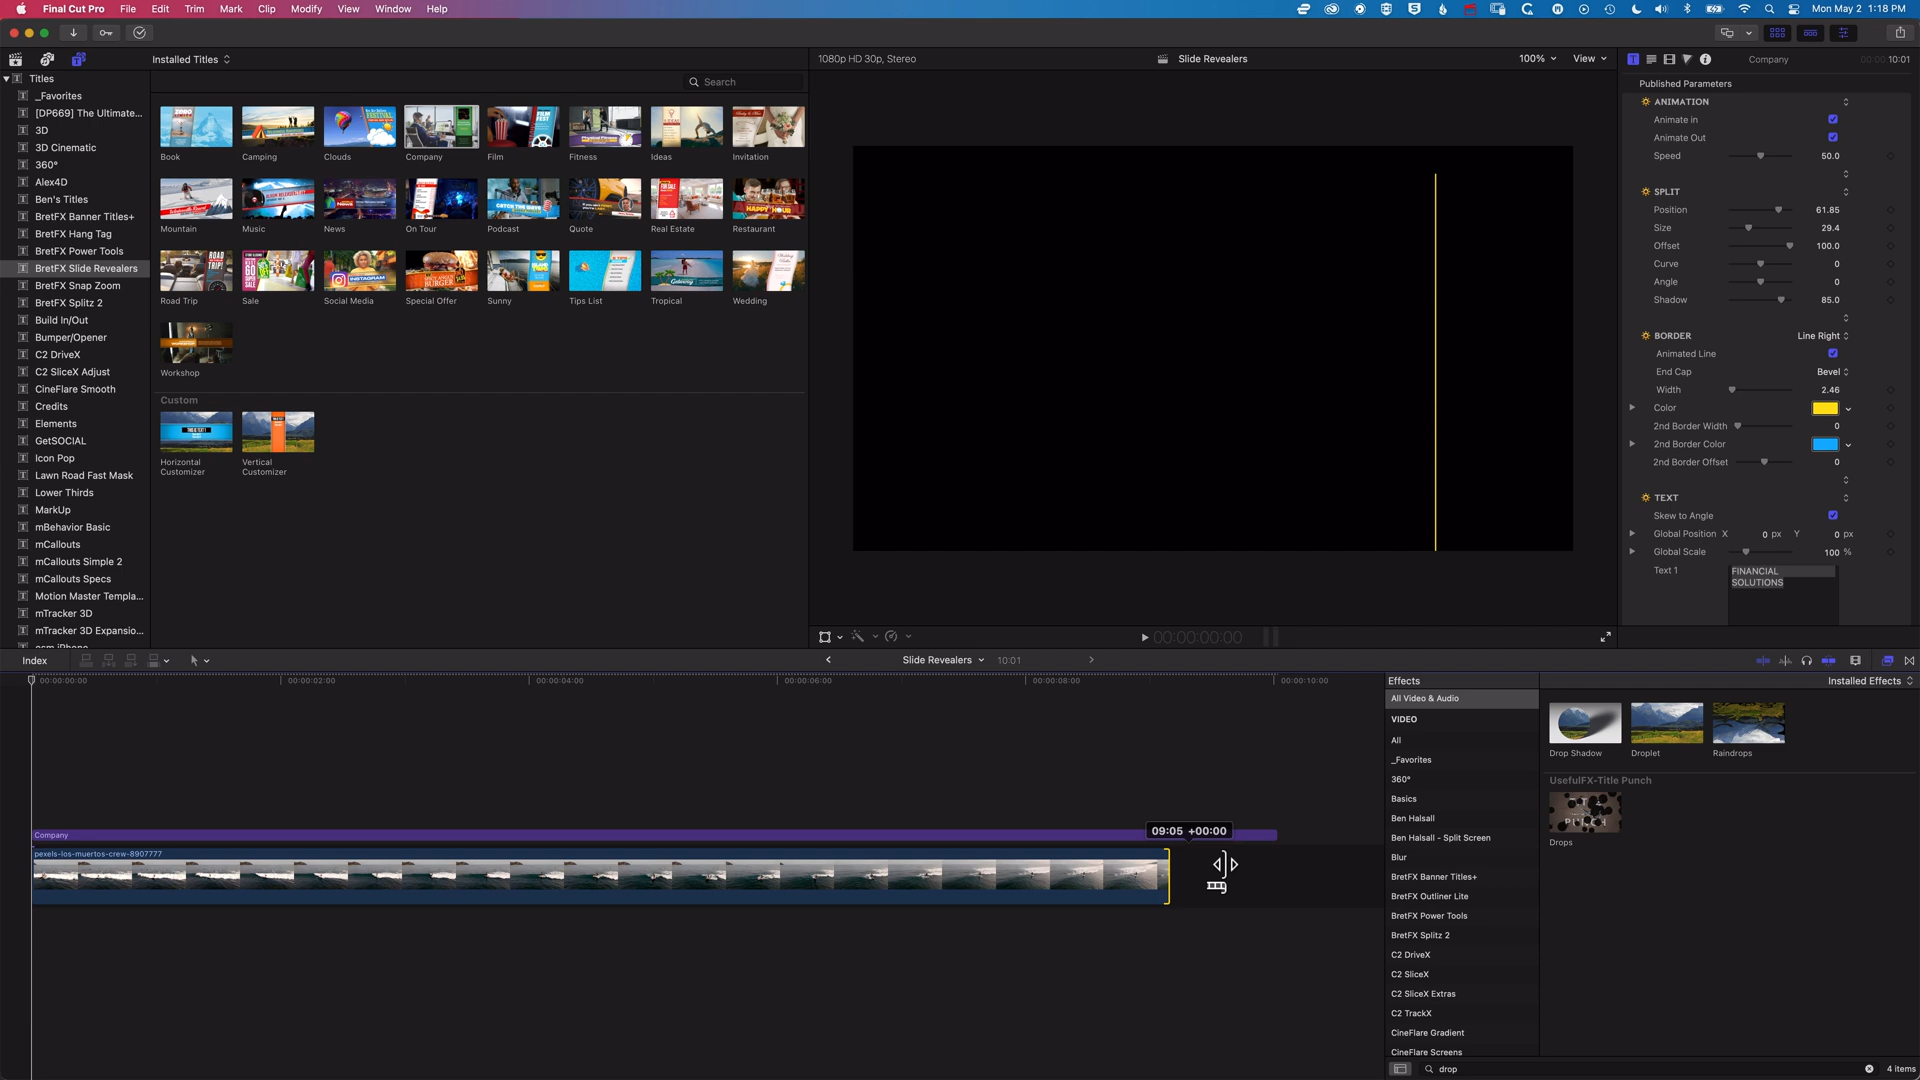 Final Cut Pro File Edit Trim Mark Clip Modify View Window Help Mon May 2 1:18 PM
Installed Titles
1080p HD 30p, Stereo
Slide Revealers
100%
View
Company
10:01
Titles
_Favorites
[DP669] The Ultimate...
3D
3D Cinematic
360°
Alex4D
Ben's Titles
BretFX Banner Titles+
BretFX Hang Tag
BretFX Power Tools
BretFX Slide Revealers
BretFX Snap Zoom
BretFX Splitz 2
Build In/Out
Bumper/Opener
C2 DriveX
C2 SliceX Adjust
CineFlare Smooth
Credits
Elements
GetSOCIAL
Icon Pop
Lawn Road Fast Mask
Lower Thirds
MarkUp
mBehavior Basic
mCallouts
mCallouts Simple 2
mCallouts Specs
Motion Master Templa...
mTracker 3D
mTracker 3D Expansio...
Search
Book Camping Clouds Company Film Fitness Ideas Invitation
Mountain Music News On Tour Podcast Quote Real Estate Restaurant
Road Trip Sale Social Media Special Offer Sunny Tips List Tropical Wedding
Workshop
Custom
Horizontal Customizer
Vertical Customizer
00:00:00:00
Published Parameters
ANIMATION
Animate in
Animate Out
Speed 50.0
SPLIT
Position 61.85
Size 29.4
Offset 100.0
Curve 0
Angle 0
Shadow 85.0
BORDER Line Right
Animated Line
End Cap Bevel
Width 2.46
Color
2nd Border Width 0
2nd Border Color
2nd Border Offset 0
TEXT
Skew to Angle
Global Position X 0 px Y 0 px
Global Scale 100 %
Text 1 FINANCIAL
SOLUTIONS
Index
Slide Revealers 10:01
00:00:00:00 00:00:02:00 00:00:04:00 00:00:06:00 00:00:08:00 00:00:10:00
Company
09:05 +00:00
pexels-los-muertos-crew-8907777
Effects
Installed Effects
All Video & Audio
VIDEO
All
_Favorites
360°
Basics
Ben Halsall
Ben Halsall - Split Screen
Blur
BretFX Banner Titles+
BretFX Outliner Lite
BretFX Power Tools
BretFX Splitz 2
C2 DriveX
C2 SliceX
C2 SliceX Extras
C2 TrackX
CineFlare Gradient
CineFlare Screens
Drop Shadow Droplet Raindrops
UsefulFX-Title Punch
Drops
drop
4 items